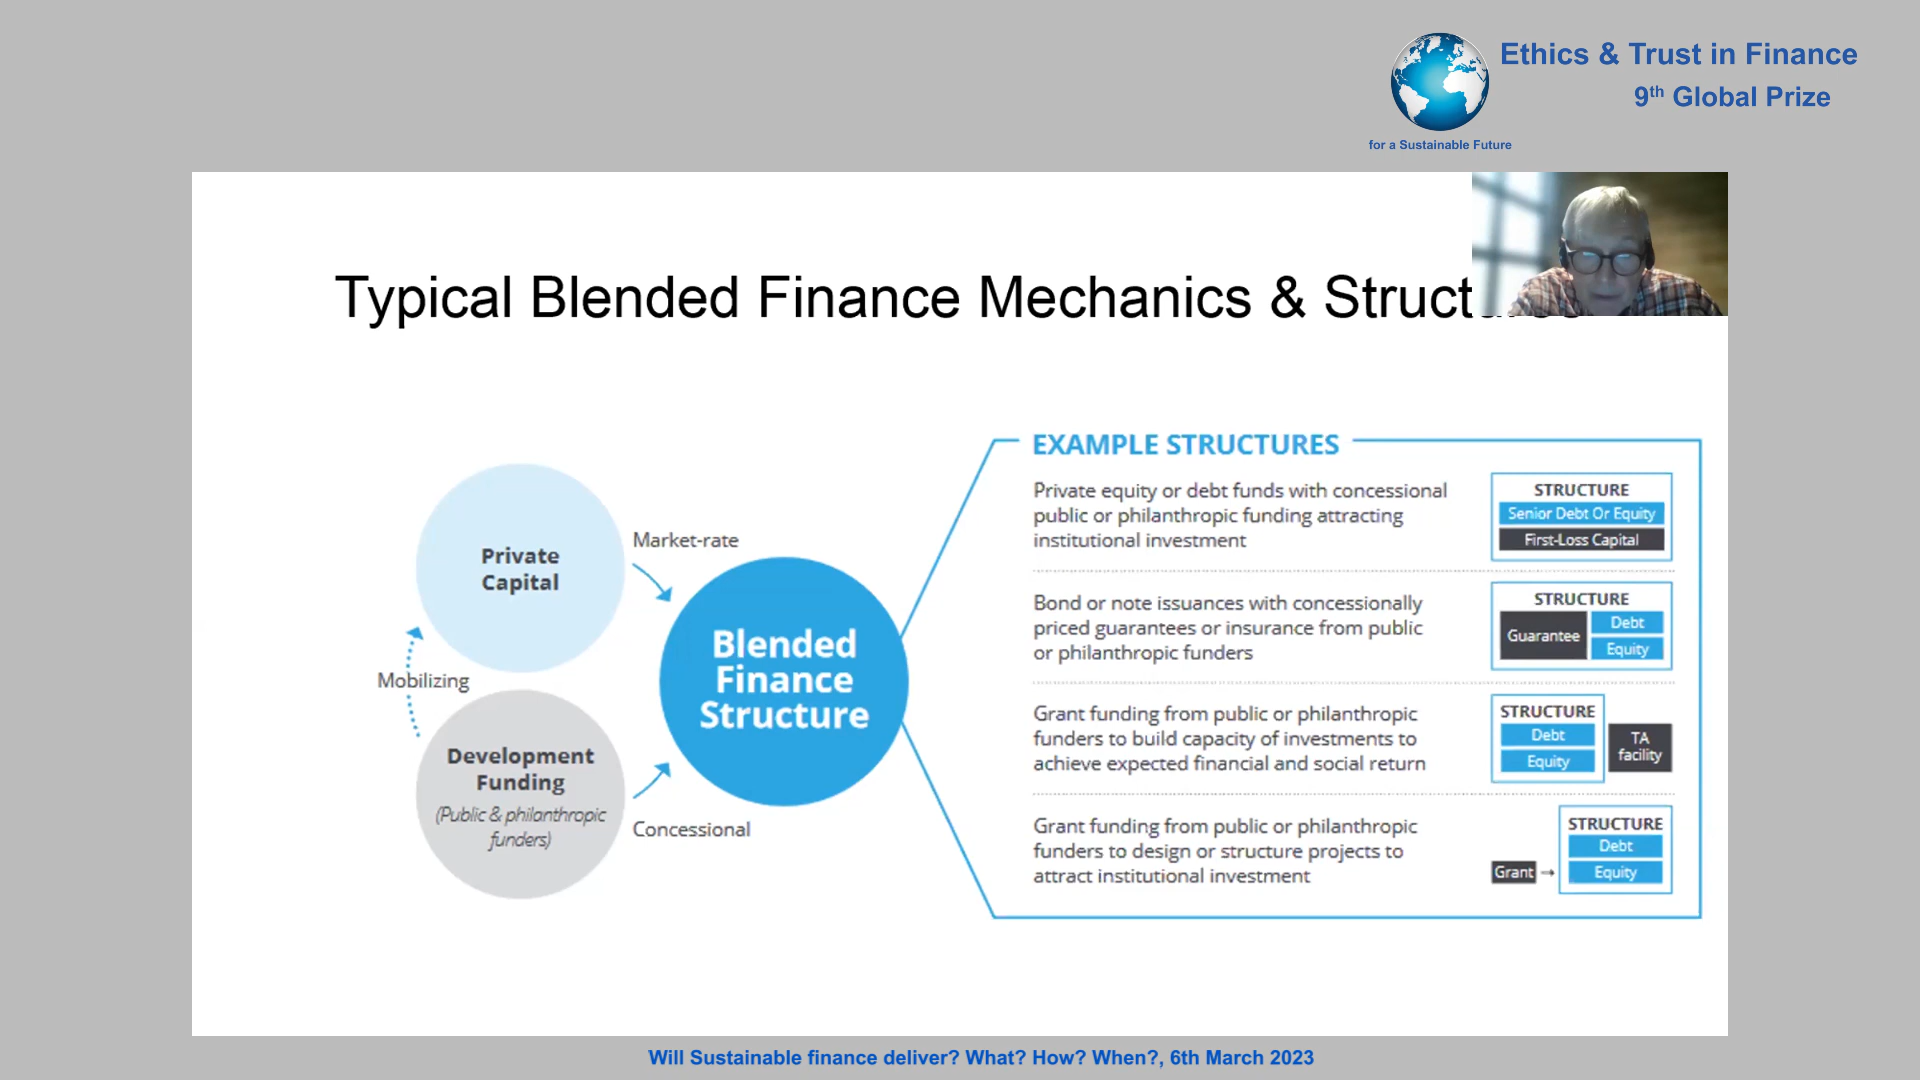 Ethics & Trust in Finance
9th Global Prize
for a Sustainable Future
Typical Blended Finance Mechanics &
Private
Capital
Market-rate
Mobilizing
Blended
Finance
Structure
Development
Funding
(Public & philanthropic
funders)
Concessional
EXAMPLE STRUCTURES
Private equity or debt funds with concessional
public or philanthropic funding attracting
institutional investment
STRUCTURE
Senior Debt Or Equity
First-Loss Capital
Bond or note issuances with concessionally
priced guarantees or insurance from public
or philanthropic funders
STRUCTURE
Guarantee
Debt
Equity
Grant funding from public or philanthropic
funders to build capacity of investments to
achieve expected financial and social return
STRUCTURE
Debt
Equity
TA
facility
Grant funding from public or philanthropic
funders to design or structure projects to
attract institutional investment
Grant →
STRUCTURE
Debt
Equity
Will Sustainable finance deliver? What? How? When?, 6th March 2023